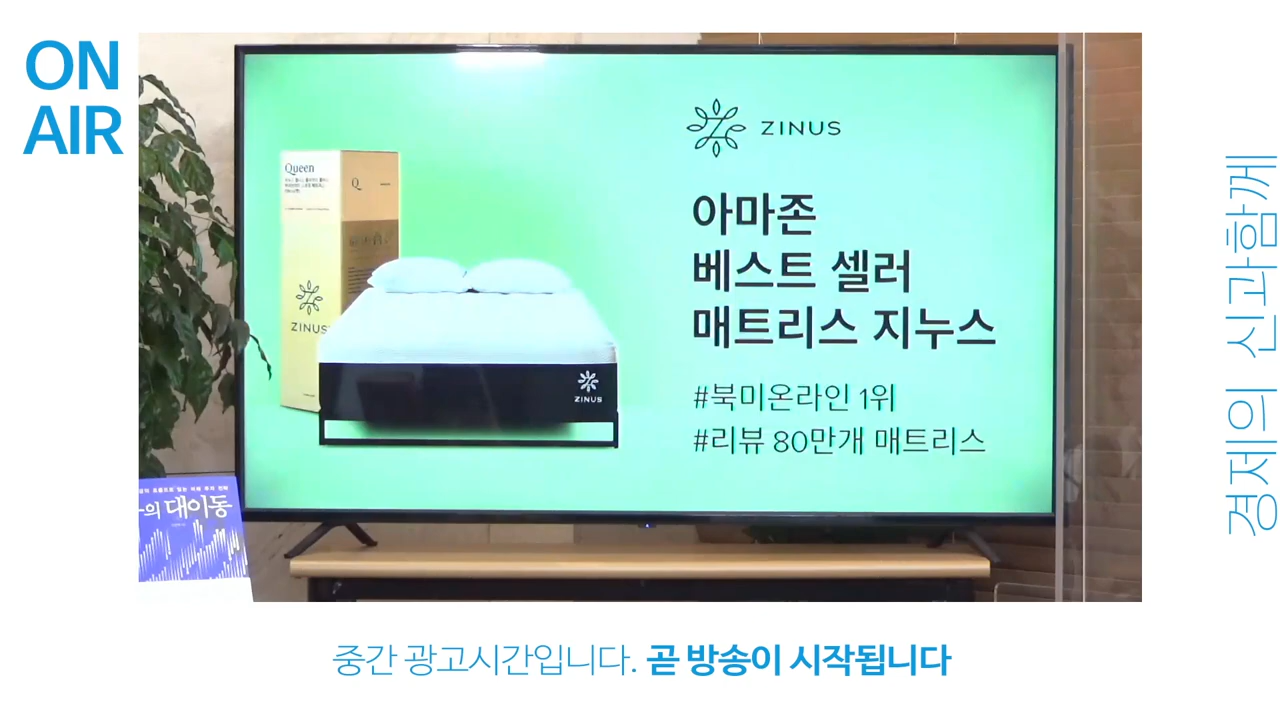 ON
AIR
ZINUS
아마존
베스트 셀러
매트리스 지누스
#북미온라인 1위
#리뷰 80만개 매트리스
Queen
Q
ZINUS
ZINUS
의 대이동
경제의 신과함께
중간 광고시간입니다. 곧 방송이 시작됩니다